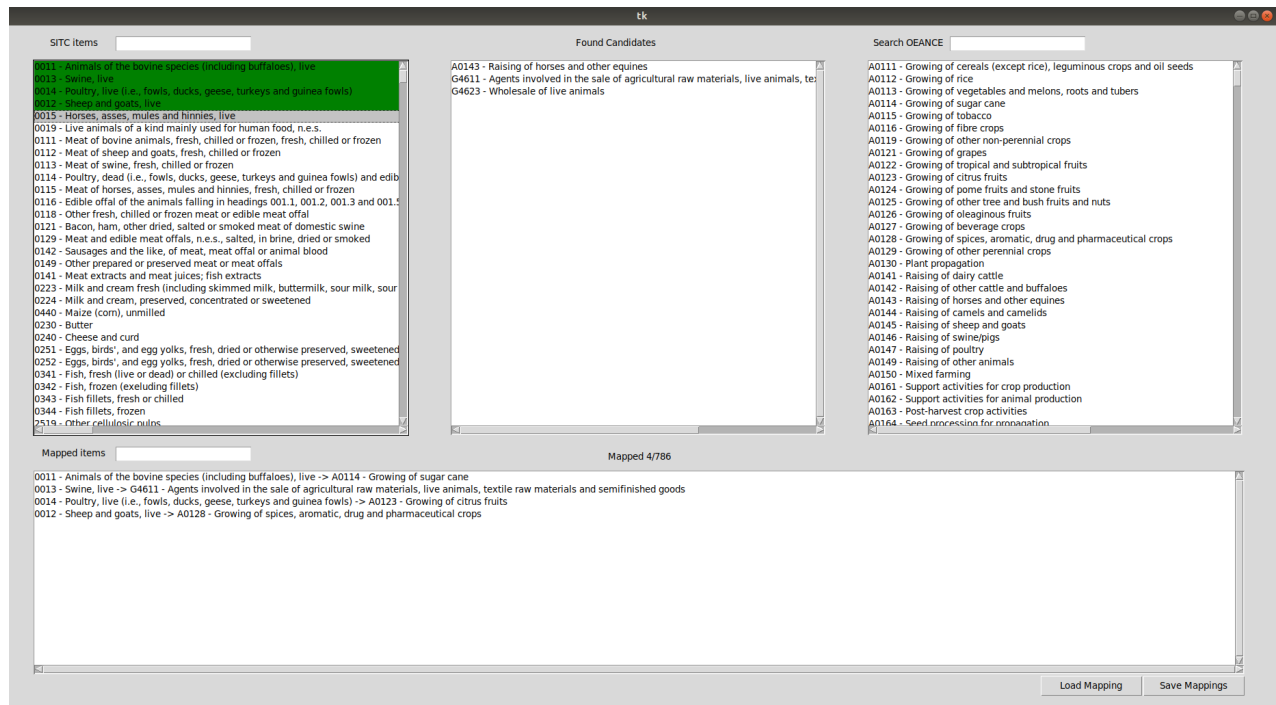 tk
SITC items
Found Candidates
Search OEANCE
0011 - Animals of the bovine species (including buffaloes), live
0013 - Swine, live
0014 - Poultry, live (i.e., fowls, ducks, geese, turkeys and guinea fowls)
0012 - Sheep and goats, live
0015 - Horses, asses, mules and hinnies, live
0019 - Live animals of a kind mainly used for human food, n.e.s.
0111 - Meat of bovine animals, fresh, chilled or frozen, fresh, chilled or frozen
0112 - Meat of sheep and goats, fresh, chilled or frozen
0113 - Meat of swine, fresh, chilled or frozen
0114 - Poultry, dead (i.e., fowls, ducks, geese, turkeys and guinea fowls) and edib
0115 - Meat of horses, asses, mules and hinnies, fresh, chilled or frozen
0116 - Edible offal of the animals falling in headings 001.1, 001.2, 001.3 and 001.5
0118 - Other fresh, chilled or frozen meat or edible meat offal
0121 - Bacon, ham, other dried, salted or smoked meat of domestic swine
0129 - Meat and edible meat offals, n.e.s., salted, in brine, dried or smoked
0142 - Sausages and the like, of meat, meat offal or animal blood
0149 - Other prepared or preserved meat or meat offals
0141 - Meat extracts and meat juices; fish extracts
0223 - Milk and cream fresh (including skimmed milk, buttermilk, sour milk, sour
0224 - Milk and cream, preserved, concentrated or sweetened
0440 - Maize (corn), unmilled
0230 - Butter
0240 - Cheese and curd
0251 - Eggs, birds', and egg yolks, fresh, dried or otherwise preserved, sweetened
0252 - Eggs, birds', and egg yolks, fresh, dried or otherwise preserved, sweetened
0341 - Fish, fresh (live or dead) or chilled (excluding fillets)
0342 - Fish, frozen (exeluding fillets)
0343 - Fish fillets, fresh or chilled
0344 - Fish fillets, frozen
2519 - Other cellulosic pulps
A0143 - Raising of horses and other equines
G4611 - Agents involved in the sale of agricultural raw materials, live animals, tex
G4623 - Wholesale of live animals
A0111 - Growing of cereals (except rice), leguminous crops and oil seeds
A0112 - Growing of rice
A0113 - Growing of vegetables and melons, roots and tubers
A0114 - Growing of sugar cane
A0115 - Growing of tobacco
A0116 - Growing of fibre crops
A0119 - Growing of other non-perennial crops
A0121 - Growing of grapes
A0122 - Growing of tropical and subtropical fruits
A0123 - Growing of citrus fruits
A0124 - Growing of pome fruits and stone fruits
A0125 - Growing of other tree and bush fruits and nuts
A0126 - Growing of oleaginous fruits
A0127 - Growing of beverage crops
A0128 - Growing of spices, aromatic, drug and pharmaceutical crops
A0129 - Growing of other perennial crops
A0130 - Plant propagation
A0141 - Raising of dairy cattle
A0142 - Raising of other cattle and buffaloes
A0143 - Raising of horses and other equines
A0144 - Raising of camels and camelids
A0145 - Raising of sheep and goats
A0146 - Raising of swine/pigs
A0147 - Raising of poultry
A0149 - Raising of other animals
A0150 - Mixed farming
A0161 - Support activities for crop production
A0162 - Support activities for animal production
A0163 - Post-harvest crop activities
A0164 - Seed processing for propagation
Mapped items
Mapped 4/786
0011 - Animals of the bovine species (including buffaloes), live -> A0114 - Growing of sugar cane
0013 - Swine, live -> G4611 - Agents involved in the sale of agricultural raw materials, live animals, textile raw materials and semifinished goods
0014 - Poultry, live (i.e., fowls, ducks, geese, turkeys and guinea fowls) -> A0123 - Growing of citrus fruits
0012 - Sheep and goats, live -> A0128 - Growing of spices, aromatic, drug and pharmaceutical crops
Load Mapping
Save Mappings